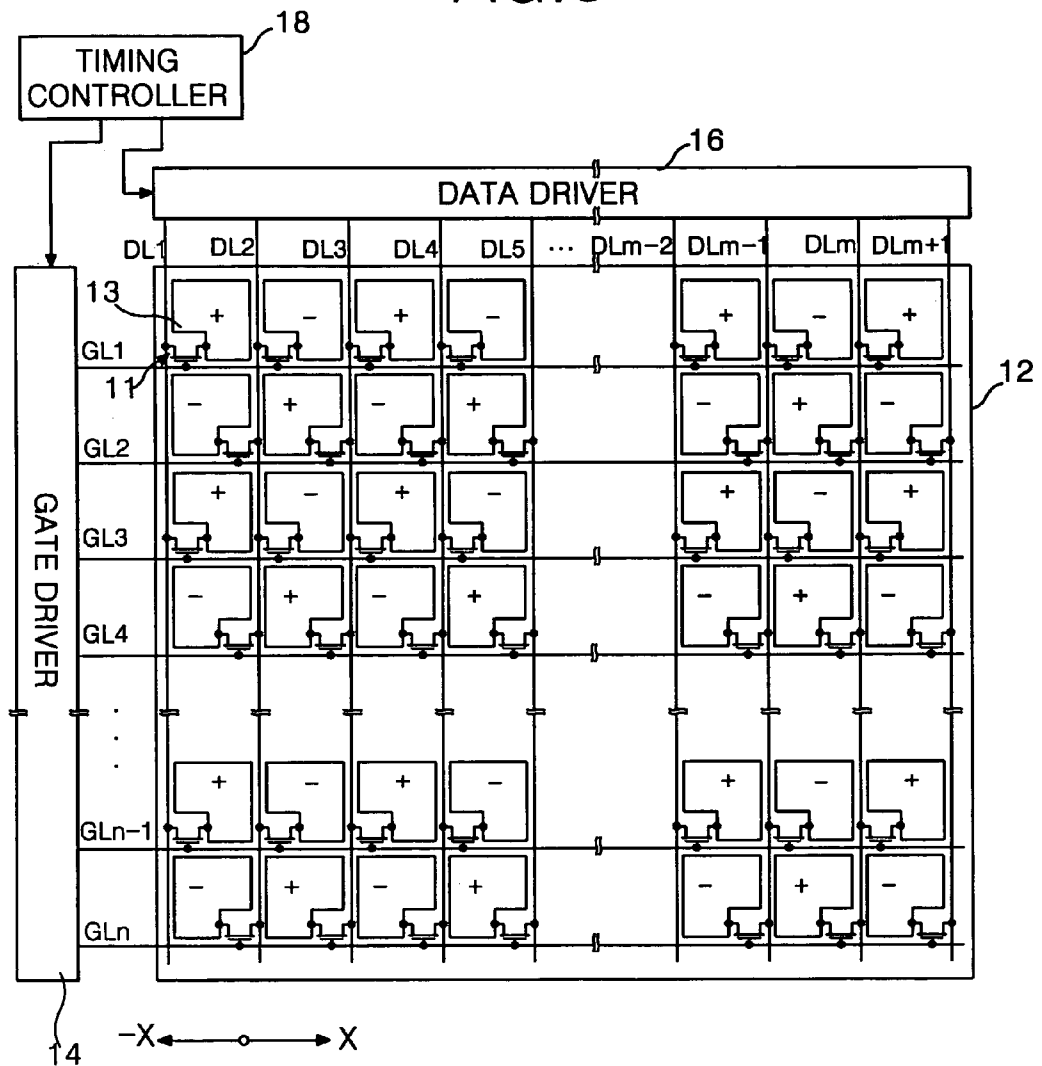 18
TIMING
CONTROLLER
16
DATA DRIVER
DL1 DL2 DL3 DL4 DL5 ... DLm-2 DLm-1 DLm DLm+1
13
+ - + - + - +
GL1
11
12
- + - + - + -
GL2
+ - + - + - +
GL3
- + - + - + -
GL4
GATE DRIVER
+ - + - + - +
GLn-1
- + - + - + -
GLn
-X X
14